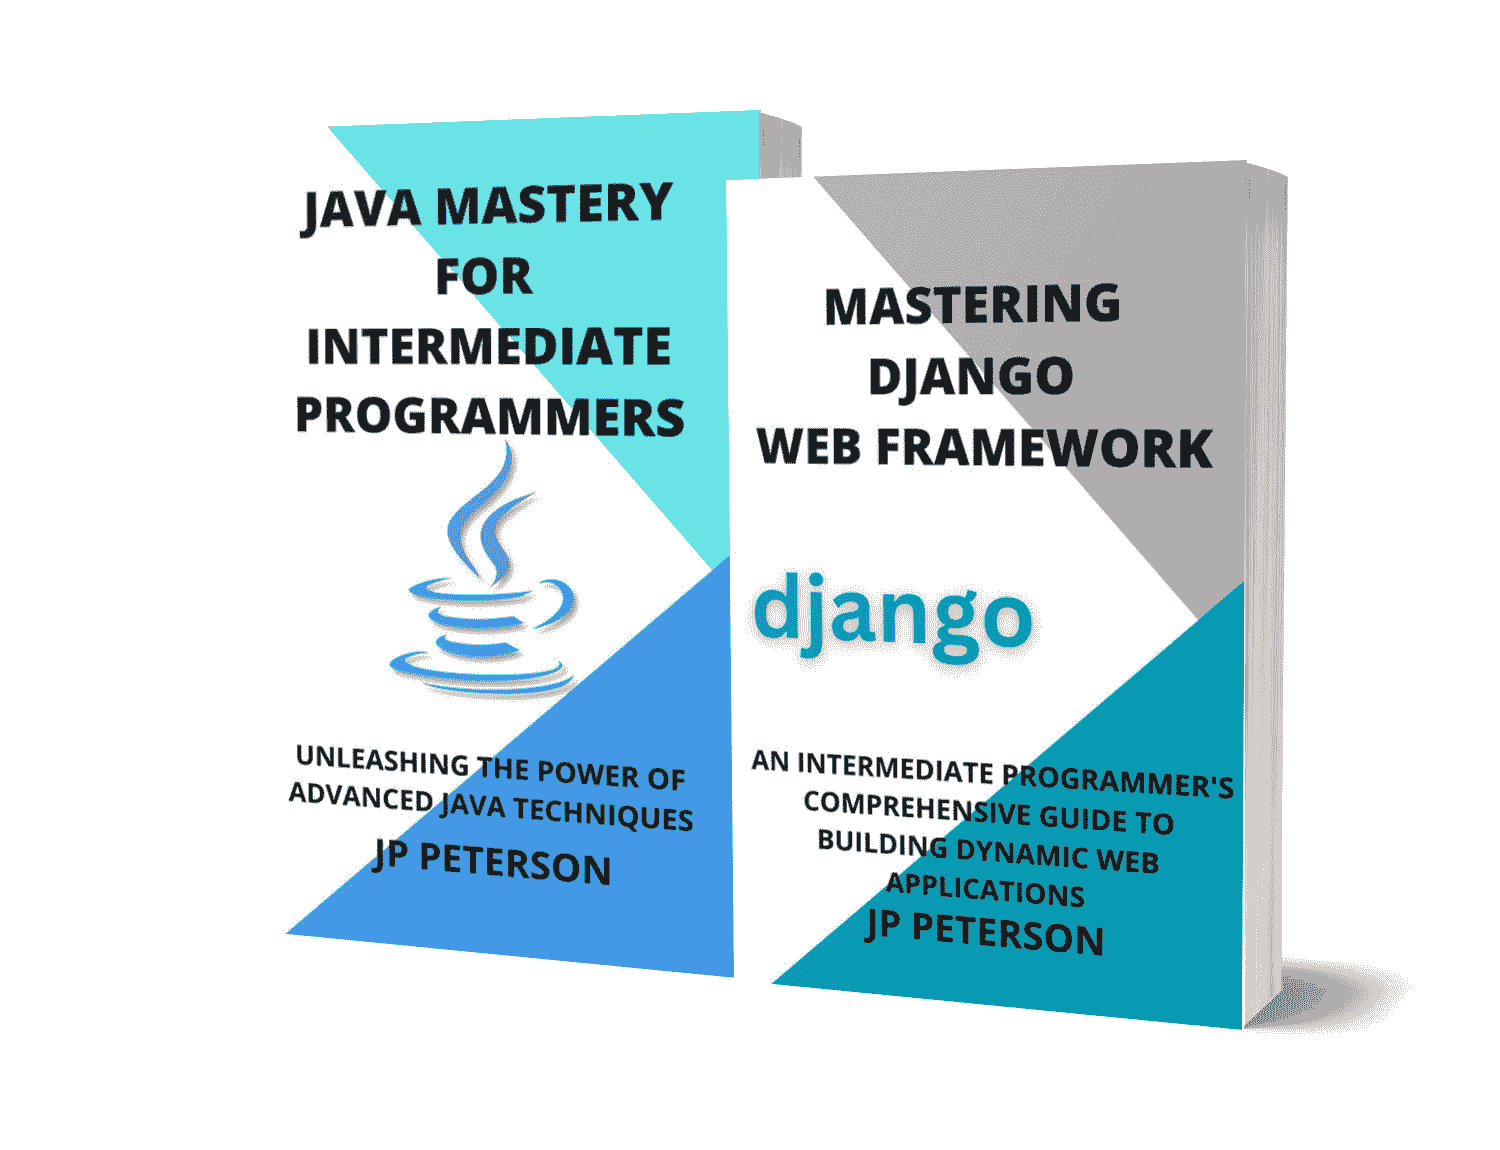 JAVA MASTERY
FOR
INTERMEDIATE
PROGRAMMERS
UNLEASHING THE POWER OF
ADVANCED JAVA TECHNIQUES
JP PETERSON
MASTERING
DJANGO
WEB FRAMEWORK
django
AN INTERMEDIATE PROGRAMMER'S
COMPREHENSIVE GUIDE TO
BUILDING DYNAMIC WEB
APPLICATIONS
JP PETERSON